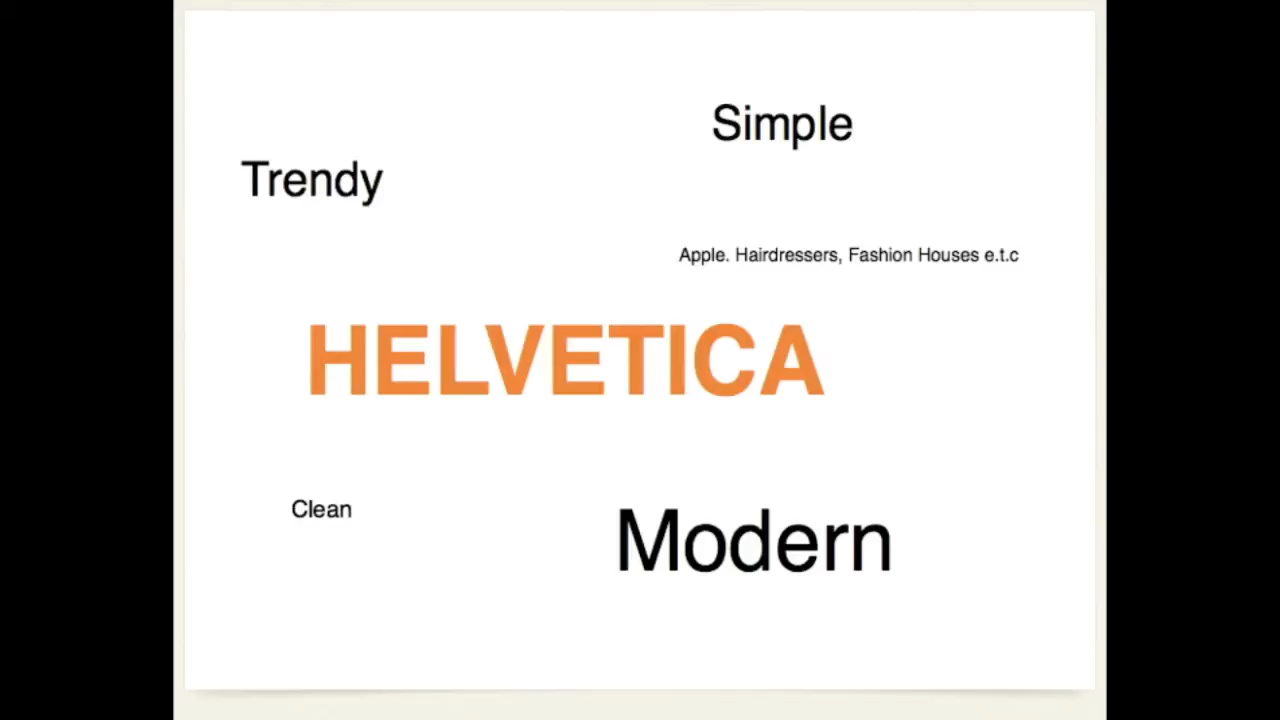 Simple
Trendy
Apple. Hairdressers, Fashion Houses e.t.c
HELVETICA
Clean
Modern